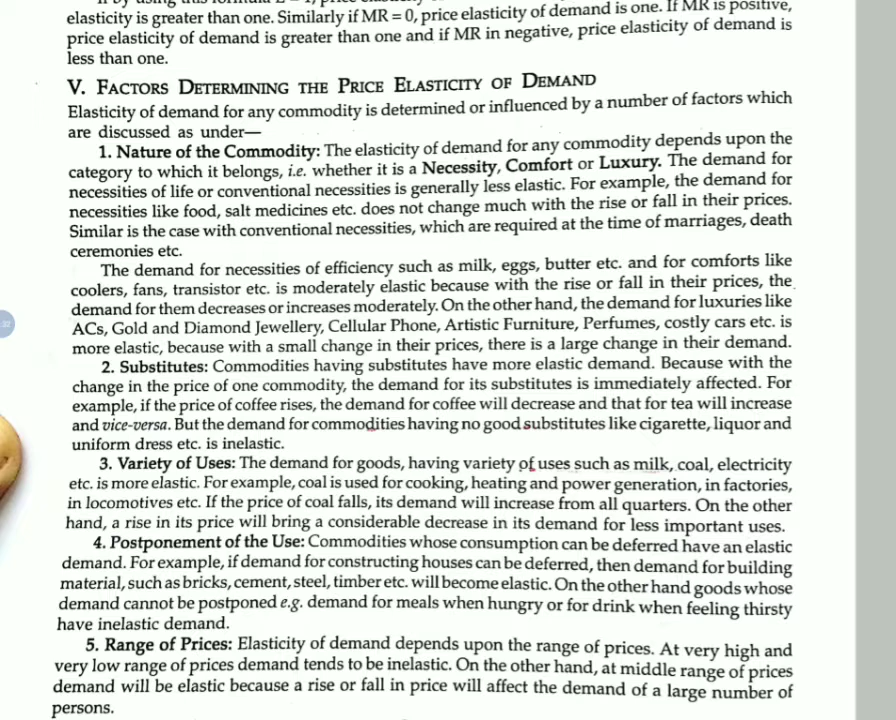 elasticity is greater than one. Similarly if MR = 0, price elasticity of demand is one. If MR is positive,
price elasticity of demand is greater than one and if MR in negative, price elasticity of demand is
less than one.
V. FACTORS DETERMINING THE PRICE ELASTICITY OF DEMAND
Elasticity of demand for any commodity is determined or influenced by a number of factors which
are discussed as under—
1. Nature of the Commodity: The elasticity of demand for any commodity depends upon the
category to which it belongs, i.e. whether it is a Necessity, Comfort or Luxury. The demand for
necessities of life or conventional necessities is generally less elastic. For example, the demand for
necessities like food, salt medicines etc. does not change much with the rise or fall in their prices.
Similar is the case with conventional necessities, which are required at the time of marriages, death
ceremonies etc.
The demand for necessities of efficiency such as milk, eggs, butter etc. and for comforts like
coolers, fans, transistor etc. is moderately elastic because with the rise or fall in their prices, the
demand for them decreases or increases moderately. On the other hand, the demand for luxuries like
ACs, Gold and Diamond Jewellery, Cellular Phone, Artistic Furniture, Perfumes, costly cars etc. is
more elastic, because with a small change in their prices, there is a large change in their demand.
2. Substitutes: Commodities having substitutes have more elastic demand. Because with the
change in the price of one commodity, the demand for its substitutes is immediately affected. For
example, if the price of coffee rises, the demand for coffee will decrease and that for tea will increase
and vice-versa. But the demand for commodities having no good substitutes like cigarette, liquor and
uniform dress etc. is inelastic.
3. Variety of Uses: The demand for goods, having variety of uses such as milk, coal, electricity
etc. is more elastic. For example, coal is used for cooking, heating and power generation, in factories,
in locomotives etc. If the price of coal falls, its demand will increase from all quarters. On the other
hand, a rise in its price will bring a considerable decrease in its demand for less important uses.
4. Postponement of the Use: Commodities whose consumption can be deferred have an elastic
demand. For example, if demand for constructing houses can be deferred, then demand for building
material, such as bricks, cement, steel, timber etc. will become elastic. On the other hand goods whose
demand cannot be postponed e.g. demand for meals when hungry or for drink when feeling thirsty
have inelastic demand.
5. Range of Prices: Elasticity of demand depends upon the range of prices. At very high and
very low range of prices demand tends to be inelastic. On the other hand, at middle range of prices
demand will be elastic because a rise or fall in price will affect the demand of a large number of
persons.